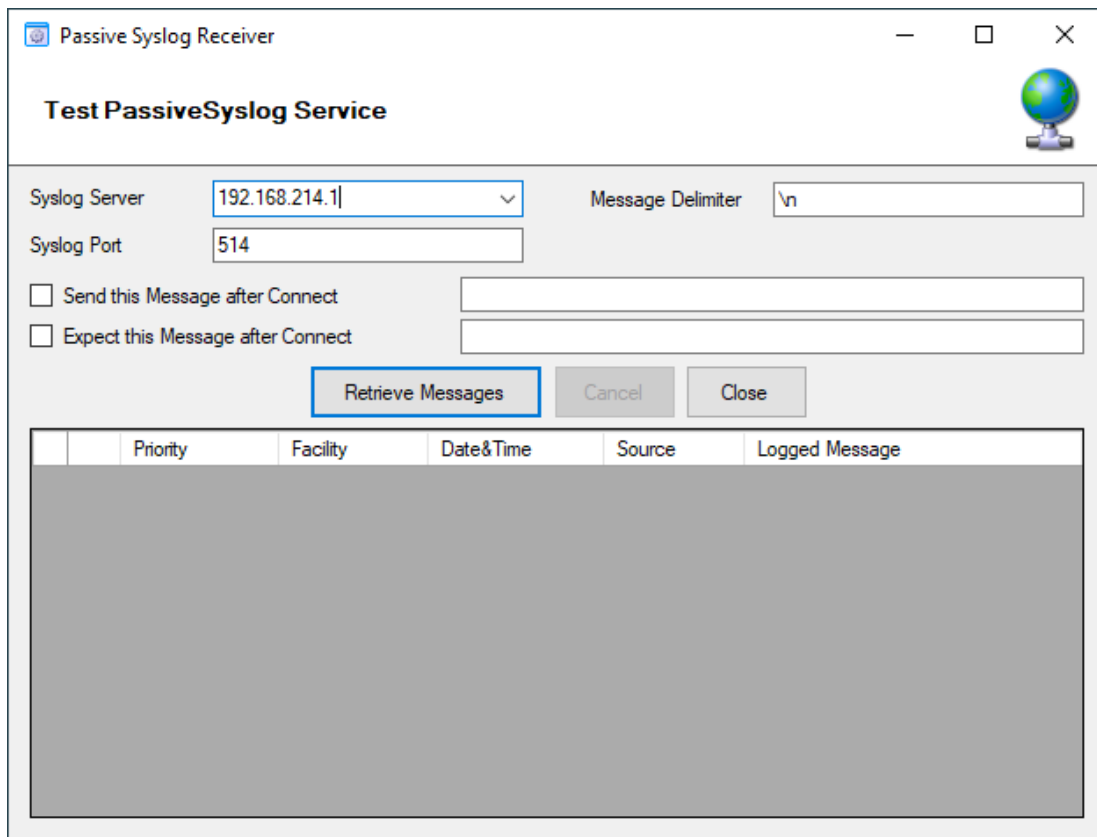 Passive Syslog Receiver
Test PassiveSyslog Service
Syslog Server 192.168.214.1 Message Delimiter \n
Syslog Port 514
Send this Message after Connect
Expect this Message after Connect
Retrieve Messages Cancel Close
Priority Facility Date&Time Source Logged Message